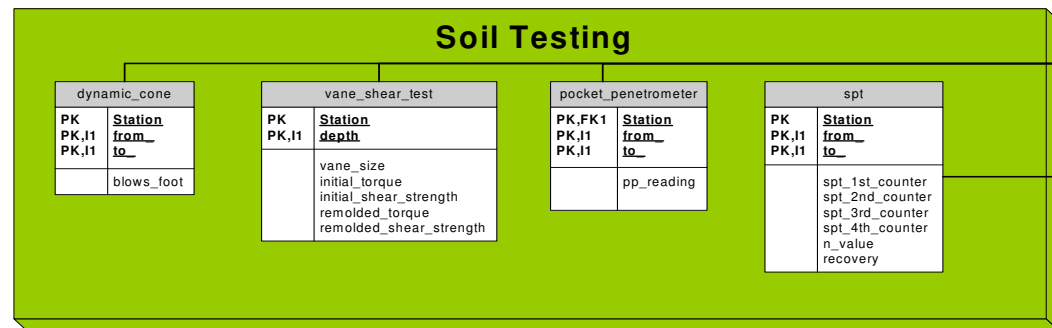 Soil Testing
dynamic_cone
PK Station
PK,I1 from_
PK,I1 to_
blows_foot
vane_shear_test
PK Station
PK,I1 depth
vane_size
initial_torque
initial_shear_strength
remolded_torque
remolded_shear_strength
pocket_penetrometer
PK,FK1 Station
PK,I1 from_
PK,I1 to_
pp_reading
spt
PK Station
PK,I1 from_
PK,I1 to_
spt_1st_counter
spt_2nd_counter
spt_3rd_counter
spt_4th_counter
n_value
recovery